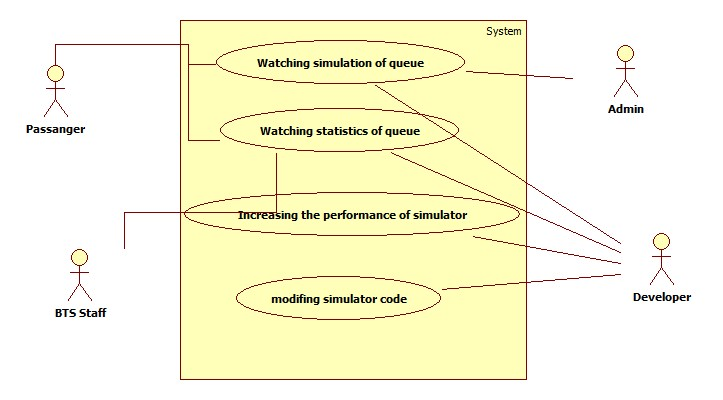 System
Watching simulation of queue
Watching statistics of queue
Increasing the performance of simulator
modifing simulator code
Passanger
BTS Staff
Admin
Developer